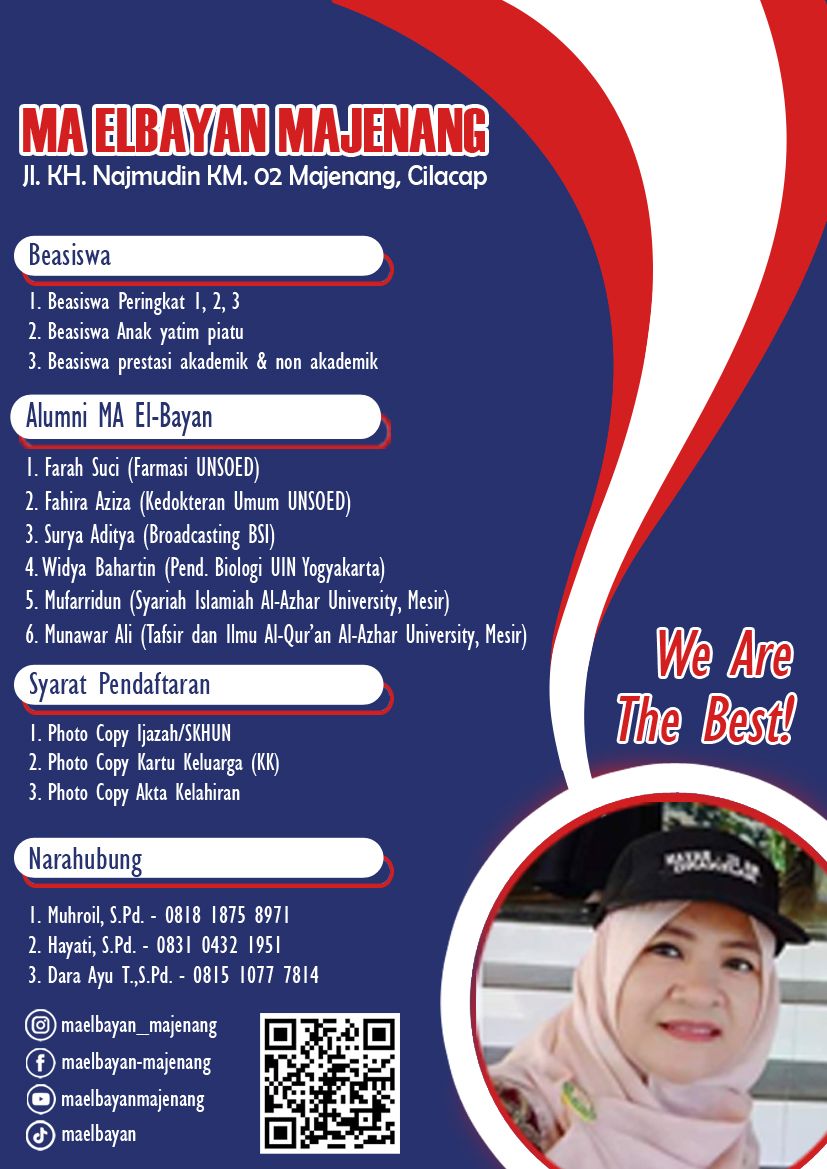 MA ELBAYAN MAJENANG
Jl. KH. Najmudin KM. 02 Majenang, Cilacap
Beasiswa
1. Beasiswa Peringkat 1, 2, 3
2. Beasiswa Anak yatim piatu
3. Beasiswa prestasi akademik & non akademik
Alumni MA El-Bayan
1. Farah Suci (Farmasi UNSOED)
2. Fahira Aziza (Kedokteran Umum UNSOED)
3. Surya Aditya (Broadcasting BSI)
4. Widya Bahartin (Pend. Biologi UIN Yogyakarta)
5. Mufarridun (Syariah Islamiah Al-Azhar University, Mesir)
6. Munawar Ali (Tafsir dan Ilmu Al-Qur'an Al-Azhar University, Mesir)
We Are
The Best!
Syarat Pendaftaran
1. Photo Copy Ijazah/SKHUN
2. Photo Copy Kartu Keluarga (KK)
3. Photo Copy Akta Kelahiran
Narahubung
1. Muhroil, S.Pd. - 0818 1875 8971
2. Hayati, S.Pd. - 0831 0432 1951
3. Dara Ayu T.,S.Pd. - 0815 1077 7814
maelbayan_majenang
maelbayan-majenang
maelbayanmajenang
maelbayan